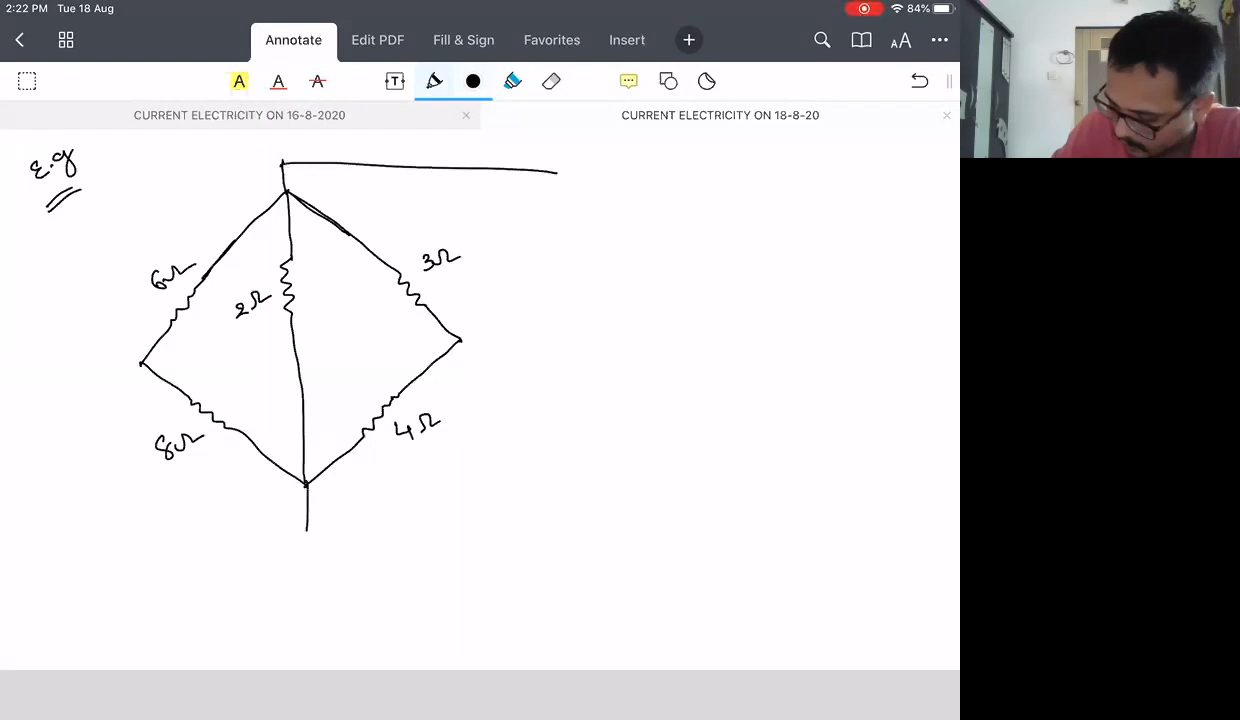 2:22 PM Tue 18 Aug
84%
Annotate Edit PDF Fill & Sign Favorites Insert
AA
A A A T
CURRENT ELECTRICITY ON 16-8-2020
CURRENT ELECTRICITY ON 18-8-20
E.g
6Ω
2Ω
3Ω
8Ω
4Ω